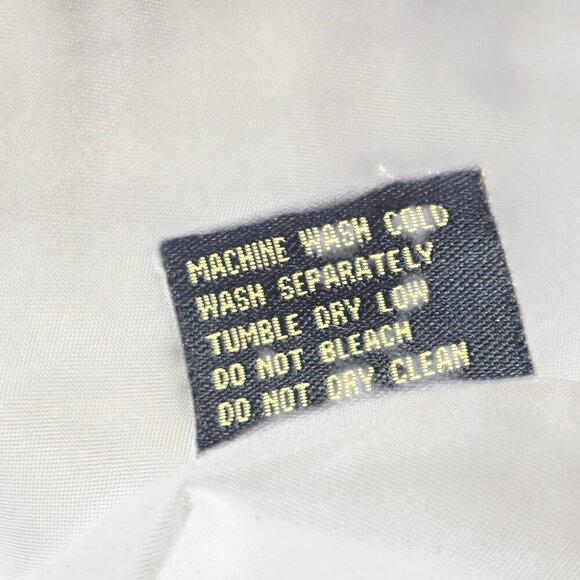 MACHINE WASH COLD
WASH SEPARATELY
TUMBLE DRY LOW
DO NOT BLEACH
DO NOT DRY CLEAN